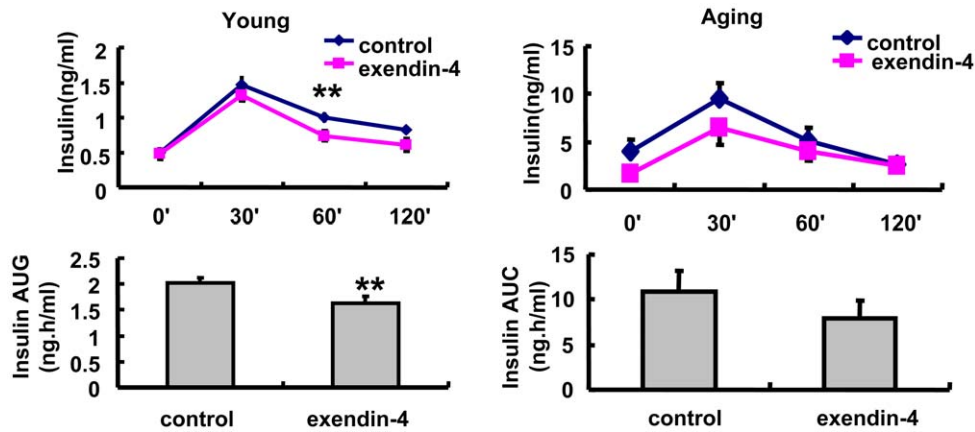 Young
Insulin(ng/ml)
2
1.5
1
0.5
0
control
exendin-4
**
0' 30' 60' 120'
Aging
Insulin(ng/ml)
15
10
5
0
control
exendin-4
0' 30' 60' 120'
Insulin AUG
(ng.h/ml)
2.5
2
1.5
1
2.5
0
**
control exendin-4
Insulin AUC
(ng.h/ml)
15
10
5
0
control exendin-4